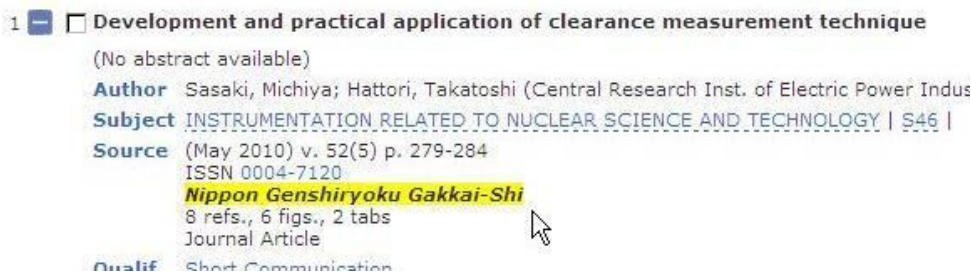 1 Development and practical application of clearance measurement technique
(No abstract available)
Author Sasaki, Michiya; Hattori, Takatoshi (Central Research Inst. of Electric Power Indus
Subject INSTRUMENTATION RELATED TO NUCLEAR SCIENCE AND TECHNOLOGY | S46 |
Source (May 2010) v. 52(5) p. 279-284
ISSN 0004-7120
Nippon Genshiryoku Gakkai-Shi
8 refs., 6 figs., 2 tabs
Journal Article
Qualif Short Communication